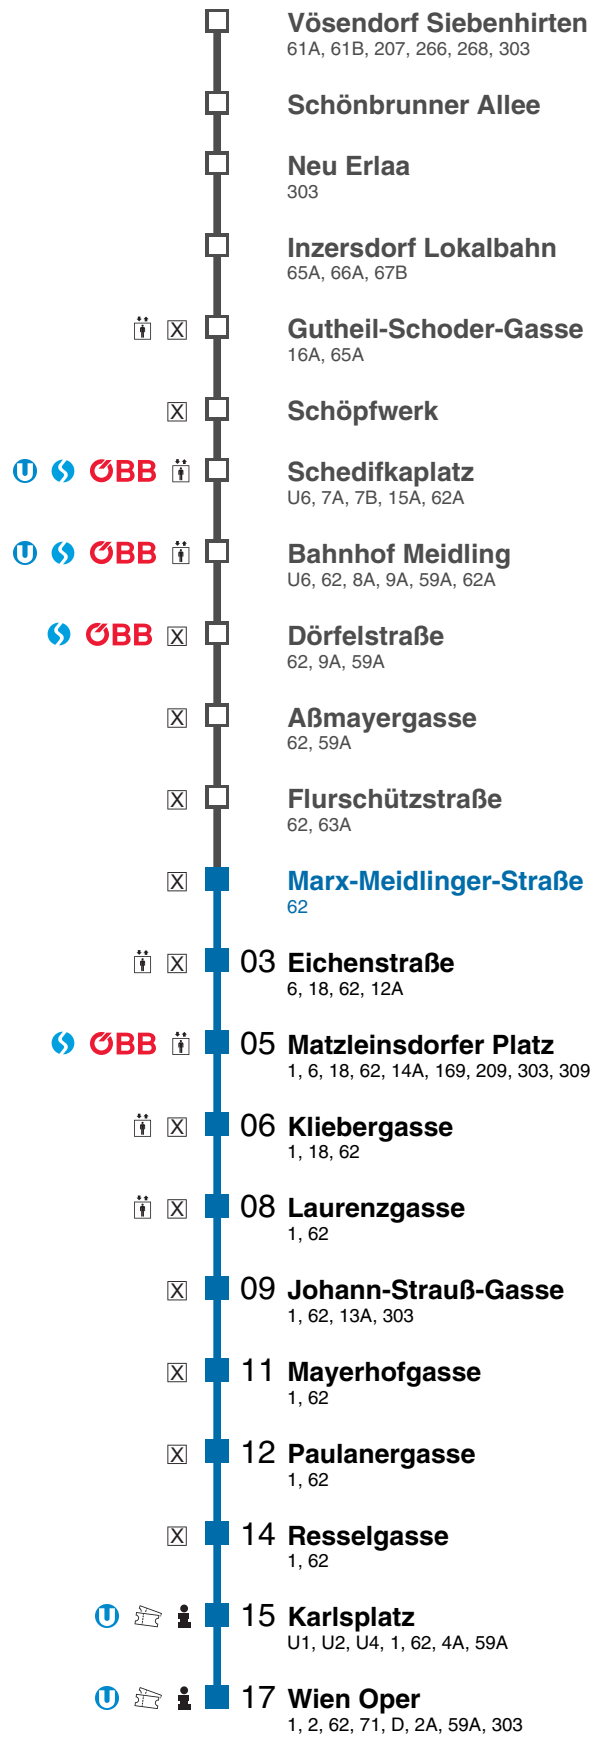 Vösendorf Siebenhirten
61A, 61B, 207, 266, 268, 303
Schönbrunner Allee
Neu Erlaa
303
Inzersdorf Lokalbahn
65A, 66A, 67B
X Gutheil-Schoder-Gasse
16A, 65A
X Schöpfwerk
U ÖBB Schedifkaplatz
U6, 7A, 7B, 15A, 62A
U ÖBB Bahnhof Meidling
U6, 62, 8A, 9A, 59A, 62A
ÖBB X Dörfelstraße
62, 9A, 59A
X Aßmayergasse
62, 59A
X Flurschützstraße
62, 63A
X Marx-Meidlinger-Straße
62
X 03 Eichenstraße
6, 18, 62, 12A
ÖBB 05 Matzleinsdorfer Platz
1, 6, 18, 62, 14A, 169, 209, 303, 309
X 06 Kliebergasse
1, 18, 62
X 08 Laurenzgasse
1, 62
X 09 Johann-Strauß-Gasse
1, 62, 13A, 303
X 11 Mayerhofgasse
1, 62
X 12 Paulanergasse
1, 62
X 14 Resselgasse
1, 62
U i 15 Karlsplatz
U1, U2, U4, 1, 62, 4A, 59A
U i 17 Wien Oper
1, 2, 62, 71, D, 2A, 59A, 303